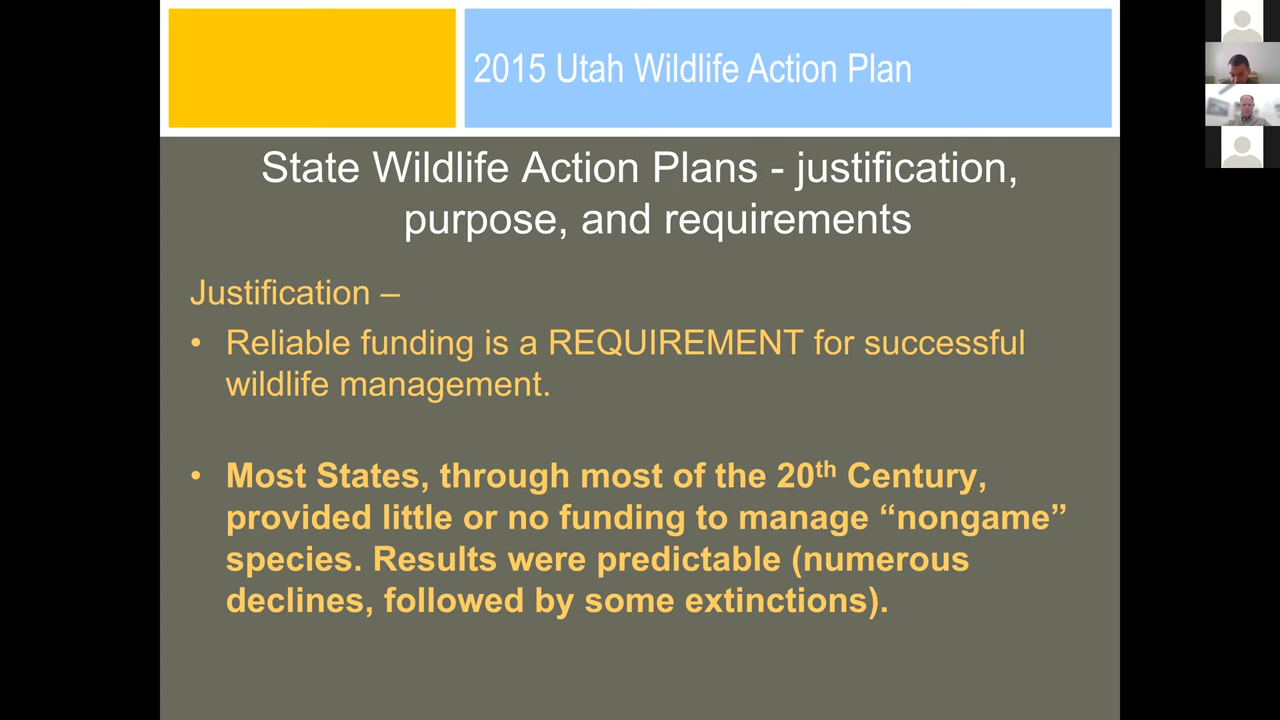 2015 Utah Wildlife Action Plan
State Wildlife Action Plans - justification,
purpose, and requirements
Justification –
• Reliable funding is a REQUIREMENT for successful
wildlife management.
• Most States, through most of the 20th Century,
provided little or no funding to manage “nongame”
species. Results were predictable (numerous
declines, followed by some extinctions).